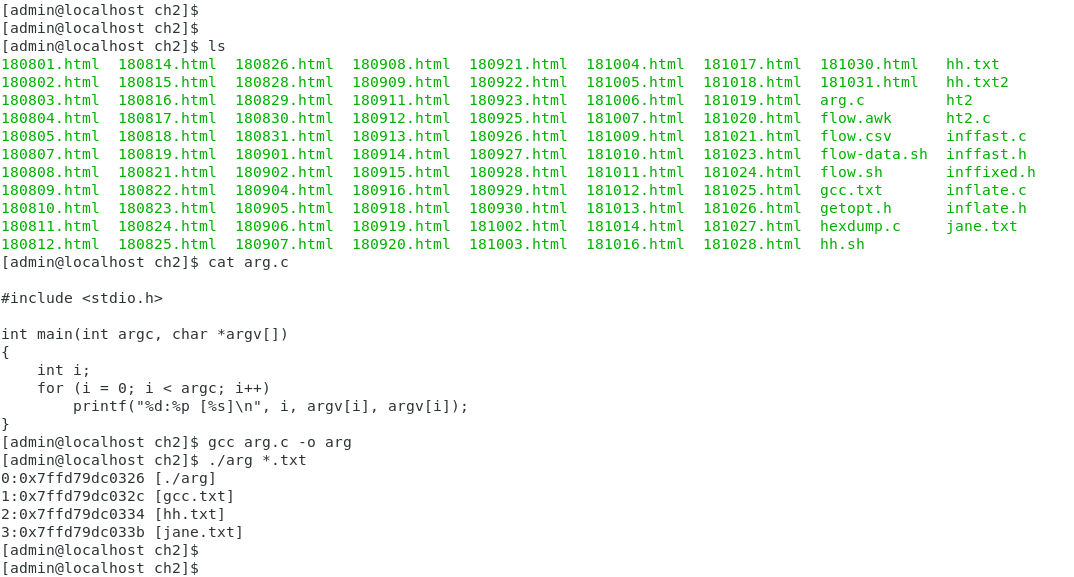 [admin@localhost ch2]$
[admin@localhost ch2]$
[admin@localhost ch2]$ ls
180801.html  180814.html  180826.html  180908.html  180921.html  181004.html  181017.html  181030.html   hh.txt
180802.html  180815.html  180828.html  180909.html  180922.html  181005.html  181018.html  181031.html   hh.txt2
180803.html  180816.html  180829.html  180911.html  180923.html  181006.html  181019.html  arg.c         ht2
180804.html  180817.html  180830.html  180912.html  180925.html  181007.html  181020.html  flow.awk      ht2.c
180805.html  180818.html  180831.html  180913.html  180926.html  181009.html  181021.html  flow.csv      inffast.c
180807.html  180819.html  180901.html  180914.html  180927.html  181010.html  181023.html  flow-data.sh  inffast.h
180808.html  180821.html  180902.html  180915.html  180928.html  181011.html  181024.html  flow.sh       inffixed.h
180809.html  180822.html  180904.html  180916.html  180929.html  181012.html  181025.html  gcc.txt       inflate.c
180810.html  180823.html  180905.html  180918.html  180930.html  181013.html  181026.html  getopt.h      inflate.h
180811.html  180824.html  180906.html  180919.html  181002.html  181014.html  181027.html  hexdump.c     jane.txt
180812.html  180825.html  180907.html  180920.html  181003.html  181016.html  181028.html  hh.sh
[admin@localhost ch2]$ cat arg.c

#include <stdio.h>

int main(int argc, char *argv[])
{
    int i;
    for (i = 0; i < argc; i++)
        printf("%d:%p [%s]\n", i, argv[i], argv[i]);
}
[admin@localhost ch2]$ gcc arg.c -o arg
[admin@localhost ch2]$ ./arg *.txt
0:0x7ffd79dc0326 [./arg]
1:0x7ffd79dc032c [gcc.txt]
2:0x7ffd79dc0334 [hh.txt]
3:0x7ffd79dc033b [jane.txt]
[admin@localhost ch2]$
[admin@localhost ch2]$